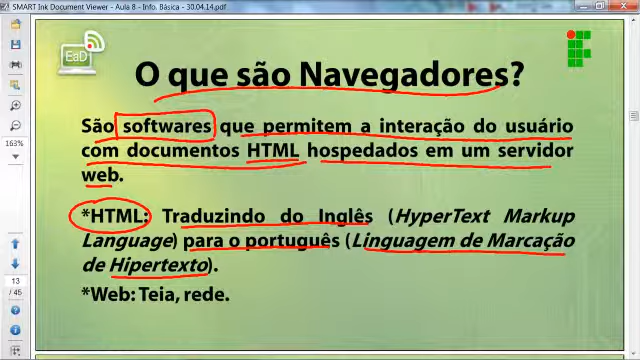 SMART Ink Document Viewer - Aula 8 - Info. Básica - 30.04.14.pdf
EaD
O que são Navegadores?
São softwares que permitem a interação do usuário
com documentos HTML hospedados em um servidor
web.
*HTML: Traduzindo do Inglês (HyperText Markup
Language) para o português (Linguagem de Marcação
de Hipertexto).
*Web: Teia, rede.
163%
13
/ 45